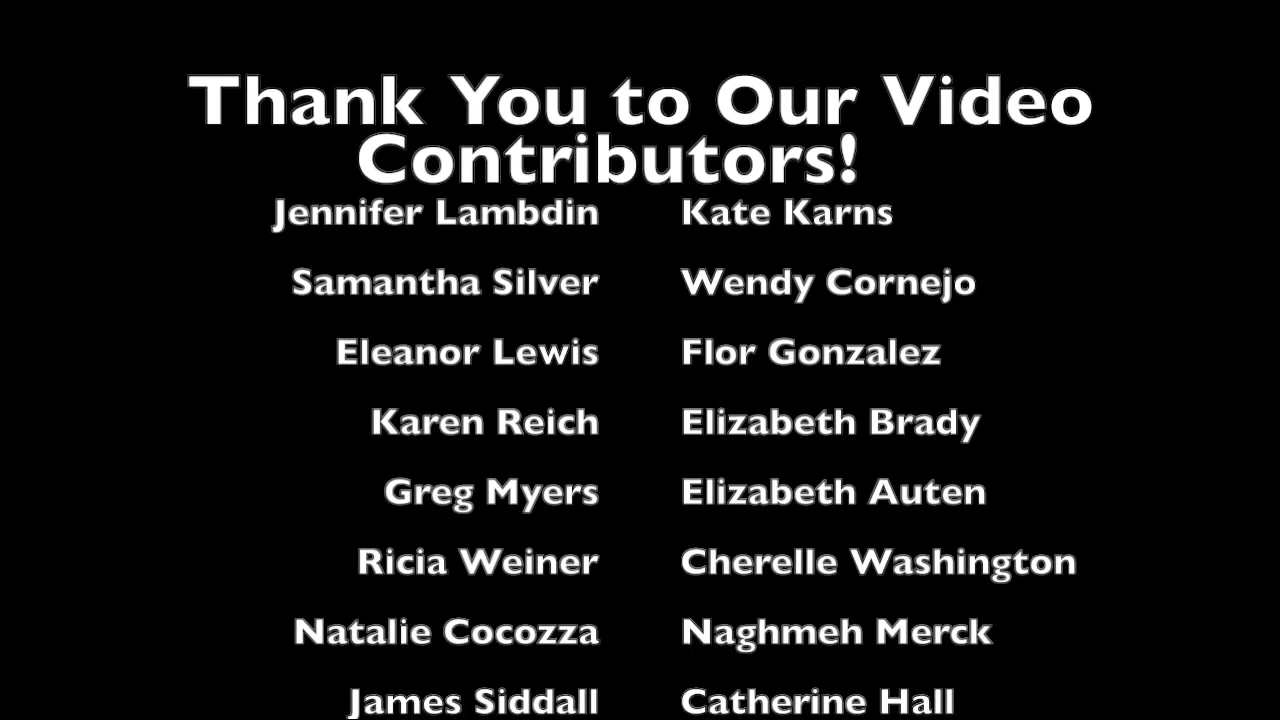 Thank You to Our Video
Contributors!
Jennifer Lambdin Kate Karns
Samantha Silver Wendy Cornejo
Eleanor Lewis Flor Gonzalez
Karen Reich Elizabeth Brady
Greg Myers Elizabeth Auten
Ricia Weiner Cherelle Washington
Natalie Cocozza Naghmeh Merck
James Siddall Catherine Hall